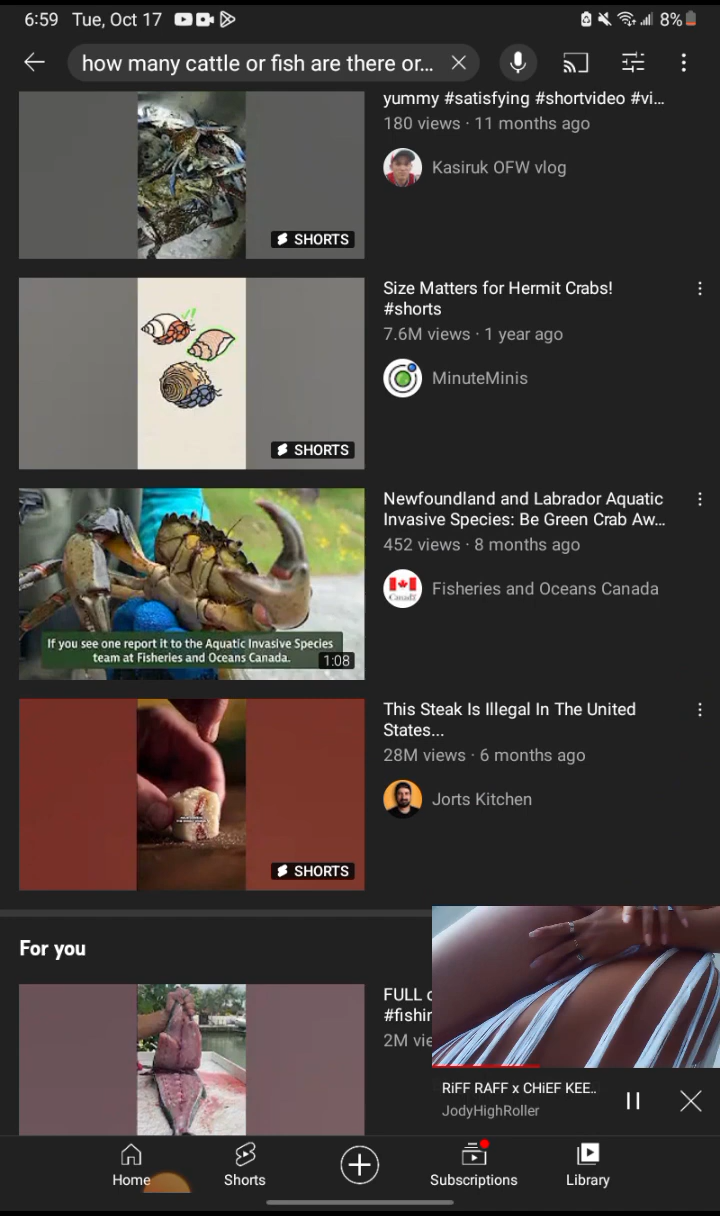 6:59 Tue, Oct 17 8%
how many cattle or fish are there or...
yummy #satisfying #shortvideo #vi...
180 views · 11 months ago
Kasiruk OFW vlog
SHORTS
Size Matters for Hermit Crabs!
#shorts
7.6M views · 1 year ago
MinuteMinis
SHORTS
Newfoundland and Labrador Aquatic
Invasive Species: Be Green Crab Aw...
452 views · 8 months ago
Fisheries and Oceans Canada
Canada
If you see one report it to the Aquatic Invasive Species
team at Fisheries and Oceans Canada.
1:08
This Steak Is Illegal In The United
States...
28M views · 6 months ago
Jorts Kitchen
SHORTS
For you
FULL
#fishi
2M vie
RiFF RAFF x CHiEF KEE..
JodyHighRoller
Home
Shorts
Subscriptions
Library